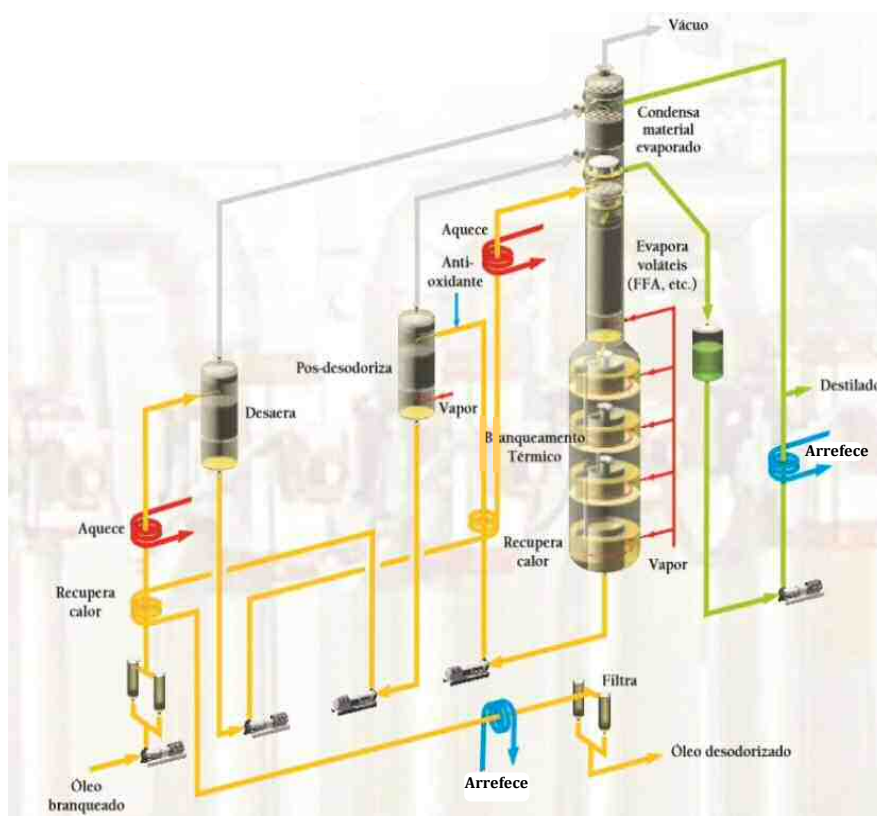 Vácuo
Condensa
material
evaporado
Aquece
Anti-
oxidante
Evapora
voláteis
(FFA, etc.)
Pos-desodoriza
Desaera
Vapor
Destilado
Branqueamento
Térmico
Arrefece
Aquece
Recupera
calor
Vapor
Recupera
calor
Filtra
Óleo desodorizado
Óleo
branqueado
Arrefece